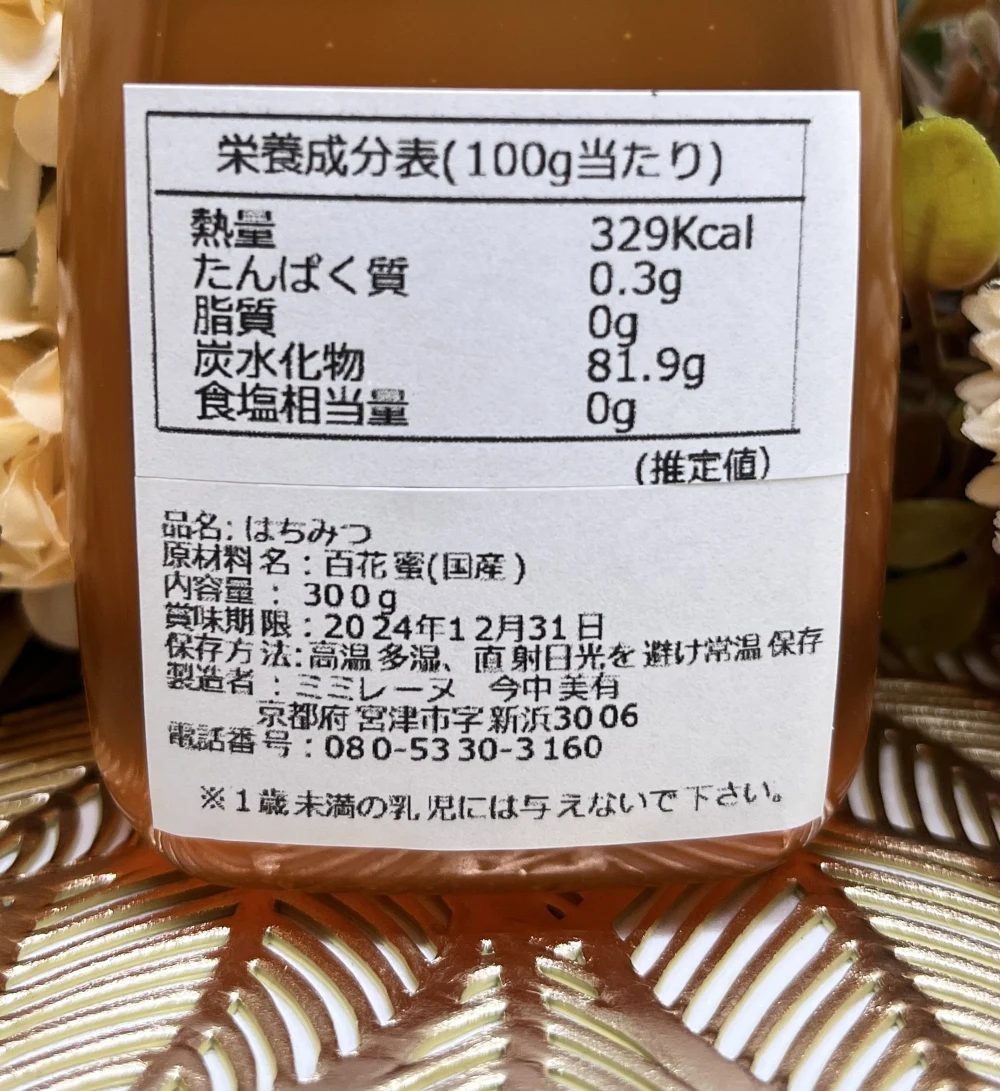 栄養成分表(100g当たり)
熱量 329Kcal
たんぱく質 0.3g
脂質 0g
炭水化物 81.9g
食塩相当量 0g
(推定値)
品名:はちみつ
原材料名:百花蜜(国産)
内容量:300g
賞味期限:2024年12月31日
保存方法:高温多湿、直射日光を避け常温保存
製造者:ミミレーヌ 今中美有
京都府宮津市字新浜3006
電話番号:080-5330-3160
※1歳未満の乳児には与えないで下さい。